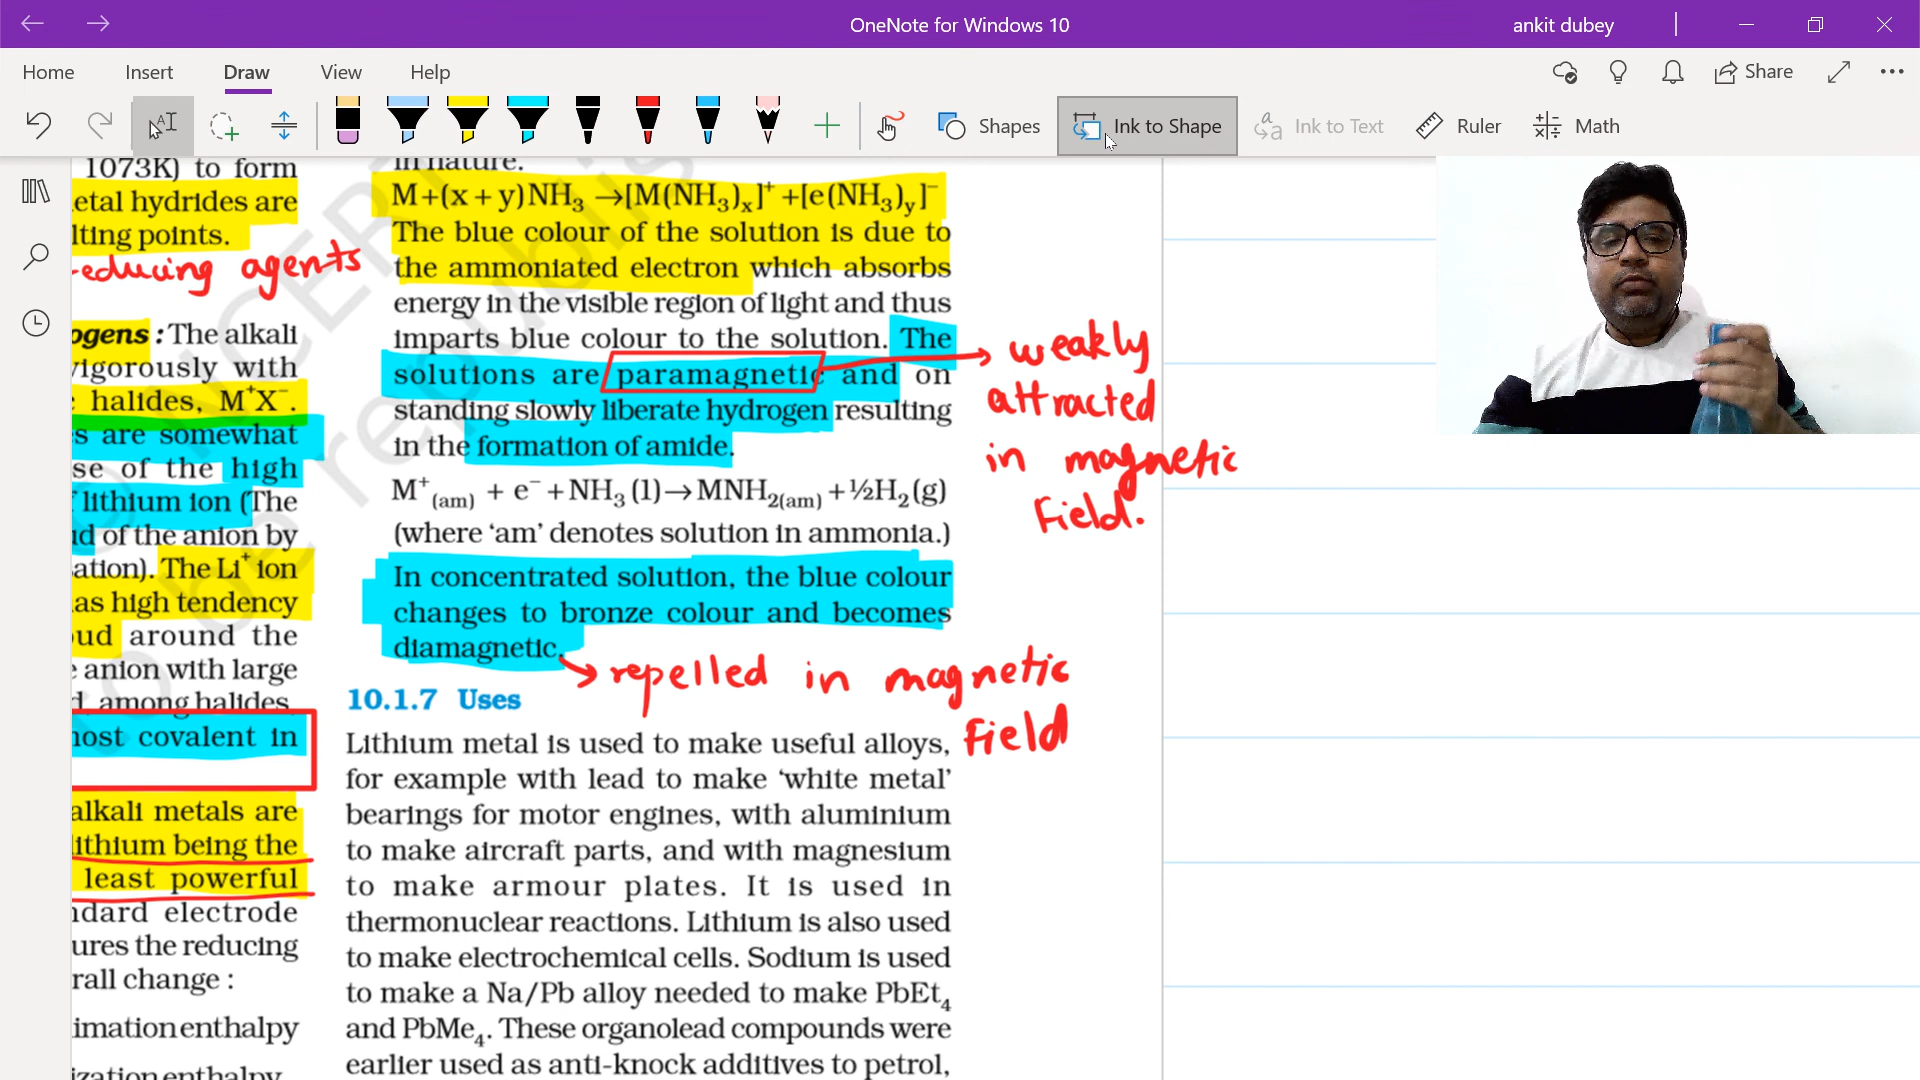 OneNote for Windows 10
ankit dubey
Home Insert Draw View Help
Share
Shapes Ink to Shape Ink to Text Ruler Math
1073K) to form
etal hydrides are
lting points.
reducing agents
ogens : The alkali
vigorously with
halides, M⁺X⁻.
s are somewhat
se of the high
lithium ion (The
ud of the anion by
ation). The Li⁺ ion
as high tendency
oud around the
e anion with large
d, among halides,
most covalent in
alkali metals are
lithium being the
least powerful
ndard electrode
ures the reducing
rall change :
imation enthalpy
ization enthalpy
in nature.
M+(x + y)NH₃ →[M(NH₃)ₓ]⁺ +[e(NH₃)ᵧ]⁻
The blue colour of the solution is due to
the ammoniated electron which absorbs
energy in the visible region of light and thus
imparts blue colour to the solution. The
solutions are paramagnetic and on
standing slowly liberate hydrogen resulting
in the formation of amide.
M⁺(am) + e⁻ + NH₃ (l) → MNH₂(am) + ½H₂ (g)
(where ‘am’ denotes solution in ammonia.)
In concentrated solution, the blue colour
changes to bronze colour and becomes
diamagnetic.
10.1.7 Uses
Lithium metal is used to make useful alloys,
for example with lead to make ‘white metal’
bearings for motor engines, with aluminium
to make aircraft parts, and with magnesium
to make armour plates. It is used in
thermonuclear reactions. Lithium is also used
to make electrochemical cells. Sodium is used
to make a Na/Pb alloy needed to make PbEt₄
and PbMe₄. These organolead compounds were
earlier used as anti-knock additives to petrol,
→ weakly
attracted
in magnetic
Field.
→ repelled in magnetic
Field